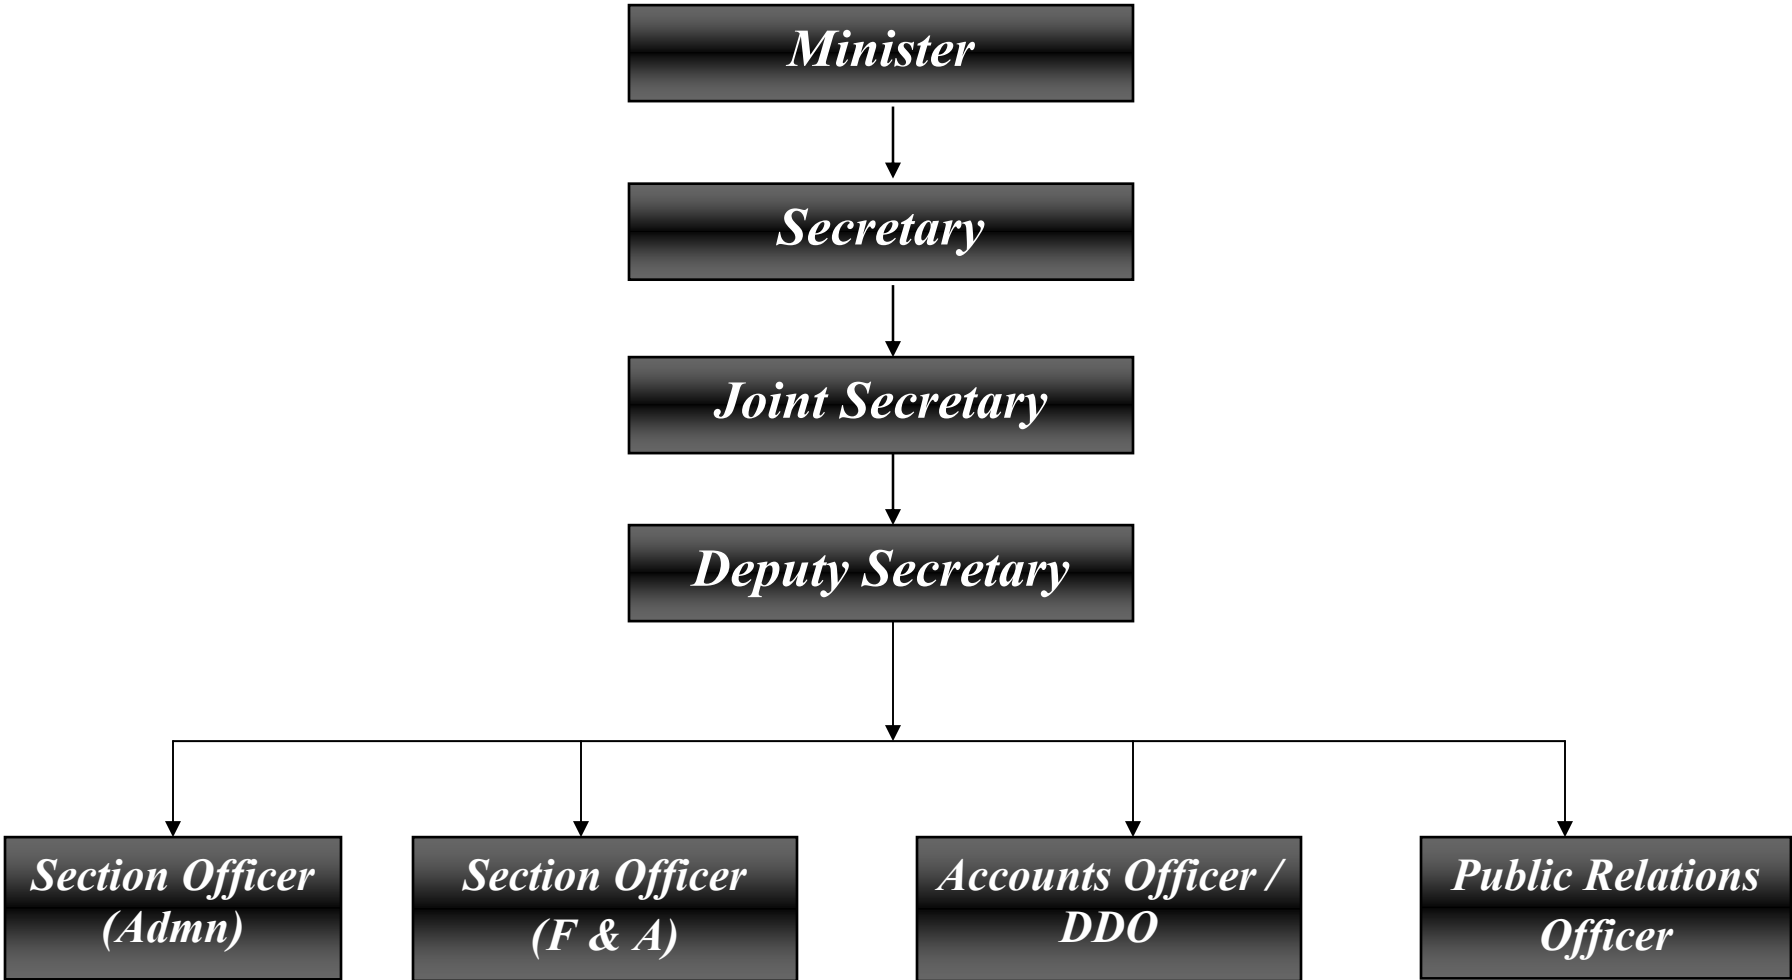 Minister
Secretary
Joint Secretary
Deputy Secretary
Section Officer
(Admn)
Section Officer
(F & A)
Accounts Officer /
DDO
Public Relations
Officer